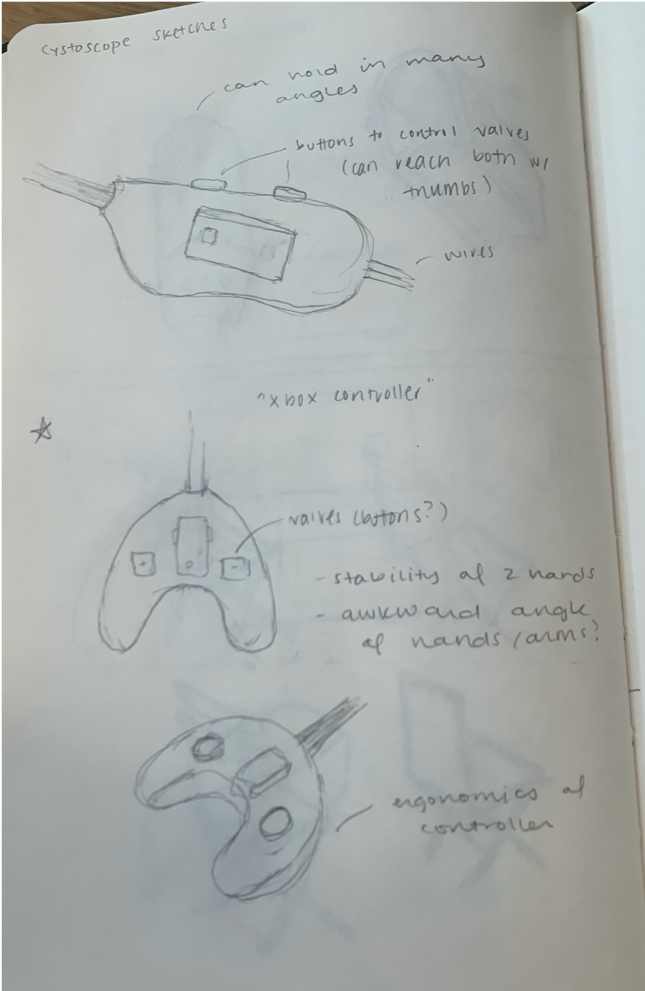 cystoscope sketches
can hold in many
angles
buttons to control valves
(can reach both w/
thumbs)
wires
"xbox controller"
valves (buttons?)
- stability of 2 hands
- awkward angle
of hands/arms?
ergonomics of
controller